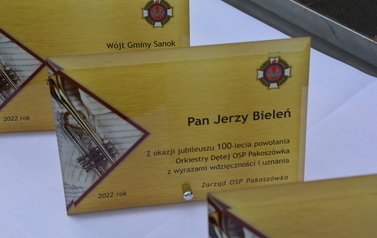 Wójt Gminy Sanok
2022 rok
Pan Jerzy Bieleń
Z okazji jubileuszu 100-lecia powołania
Orkiestry Dętej OSP Pakoszówka
z wyrazami wdzięczności i uznania
Zarząd OSP Pakoszówka
2022 rok